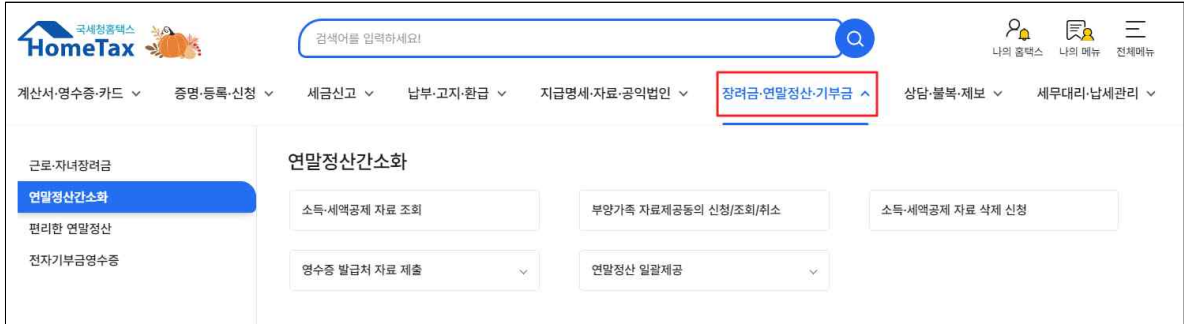 국세청홈택스
HomeTax
검색어를 입력하세요!
나의 홈택스 나의 메뉴 전체메뉴
계산서·영수증·카드 증명·등록·신청 세금신고 납부·고지·환급 지급명세·자료·공익법인 장려금·연말정산·기부금 상담·불복·제보 세무대리·납세관리
근로·자녀장려금
연말정산간소화
편리한 연말정산
전자기부금영수증
연말정산간소화
소득·세액공제 자료 조회 부양가족 자료제공동의 신청/조회/취소 소득·세액공제 자료 삭제 신청
영수증 발급처 자료 제출 연말정산 일괄제공